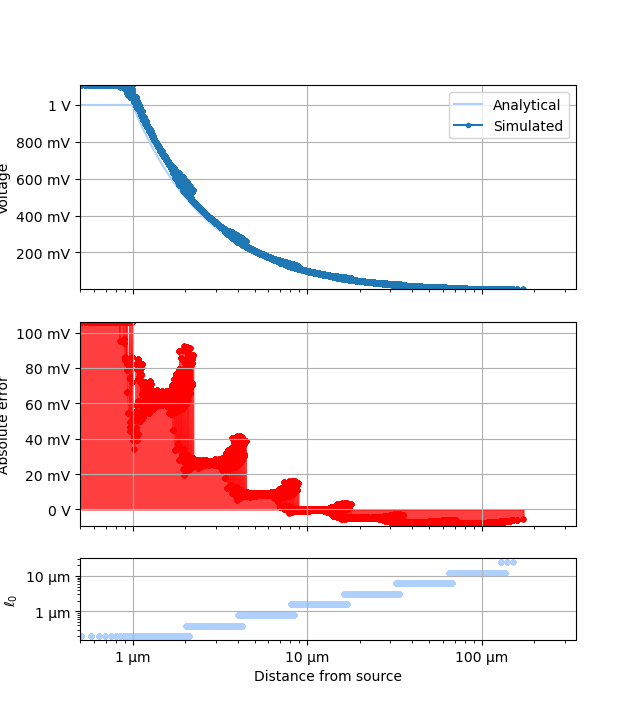 Voltage
1 V
800 mV
600 mV
400 mV
200 mV
Analytical
Simulated
Absolute error
100 mV
80 mV
60 mV
40 mV
20 mV
0 V
ℓ₀
10 µm
1 µm
1 µm
10 µm
100 µm
Distance from source